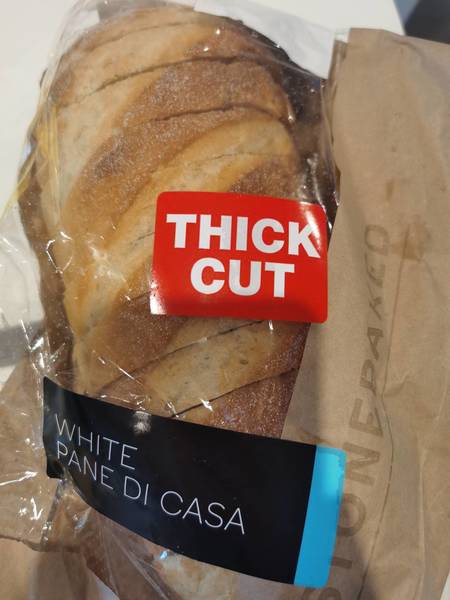 THICK
CUT
WHITE
PANE DI CASA
STONEBAKED